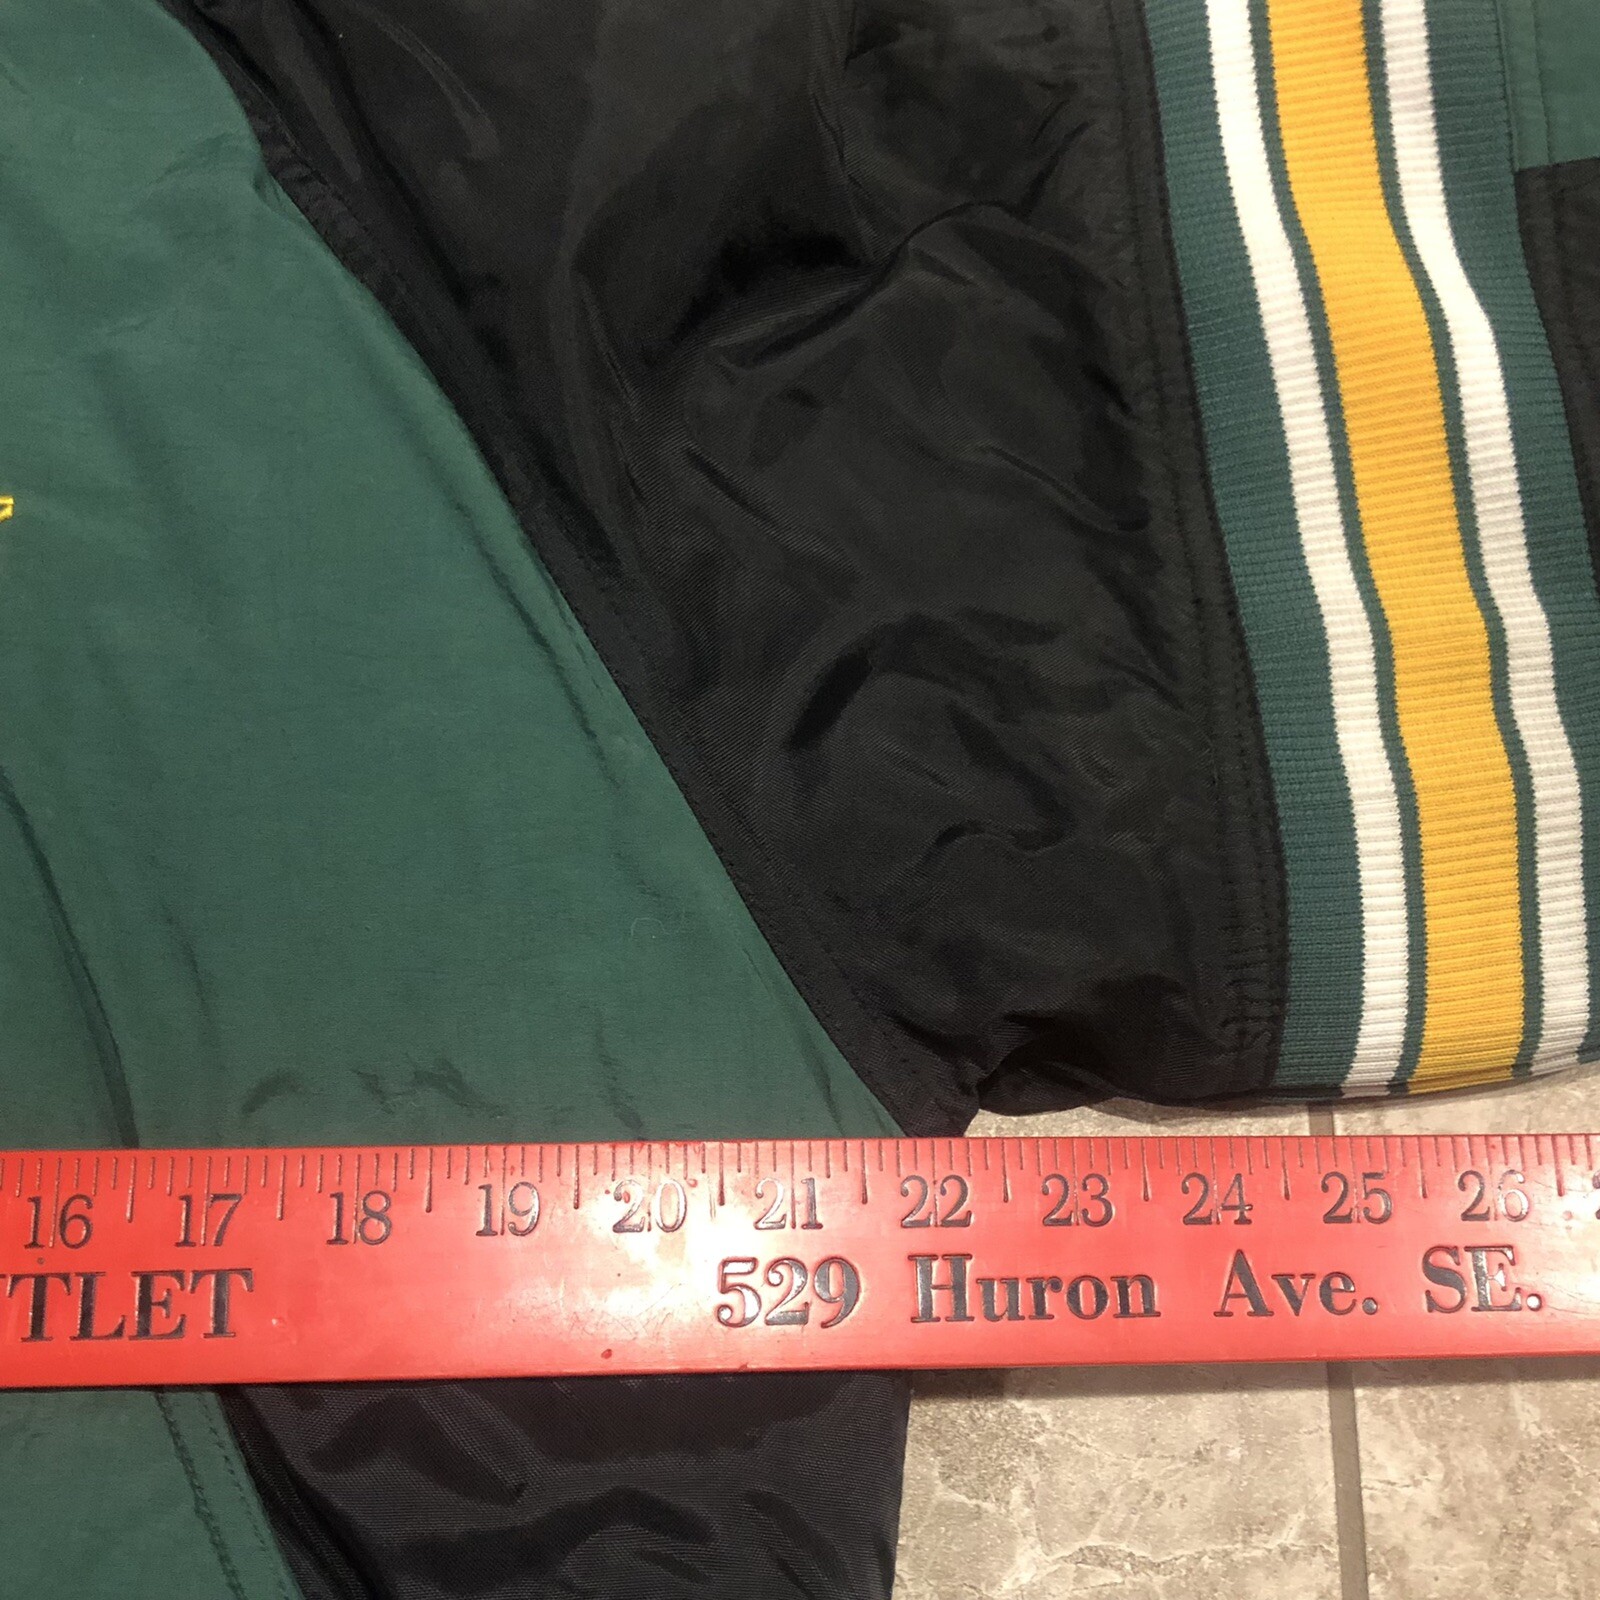 16 17 18 19 20 21 22 23 24 25 26
TLET 529 Huron Ave. SE.